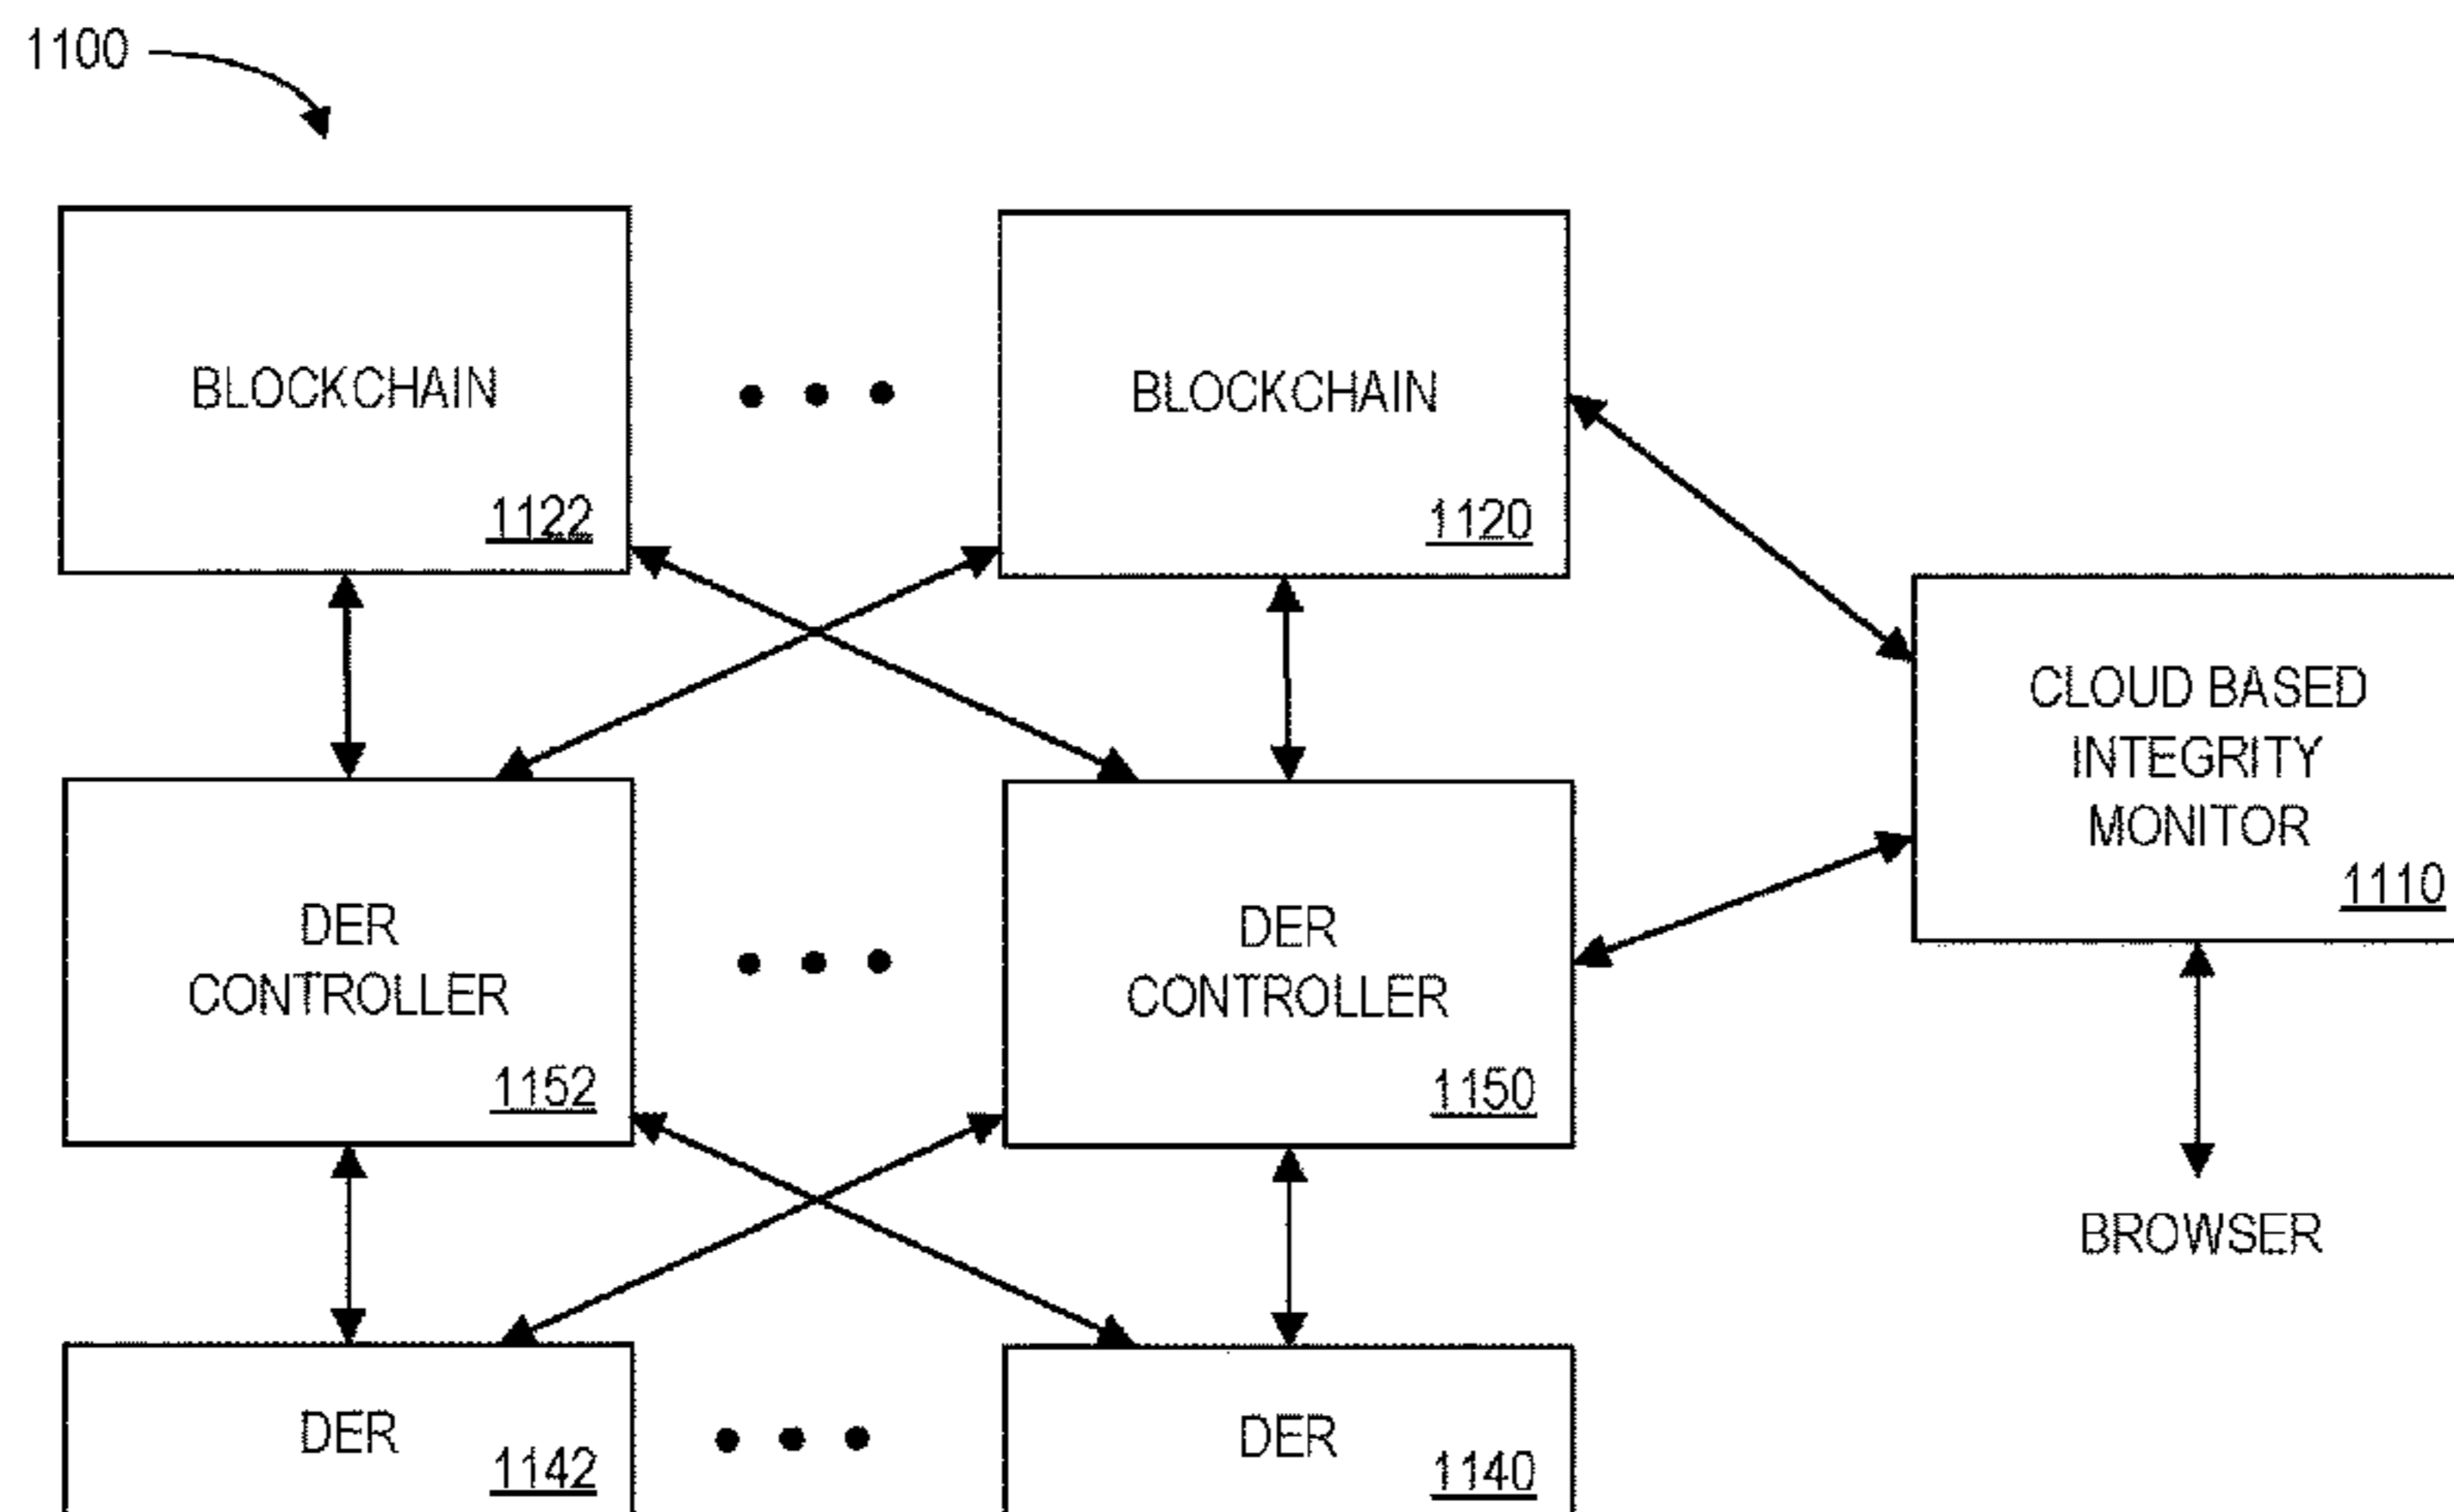 1100
BLOCKCHAIN
1122
BLOCKCHAIN
1120
CLOUD BASED
INTEGRITY
MONITOR
1110
DER
CONTROLLER
1152
DER
CONTROLLER
1150
BROWSER
DER
1142
DER
1140